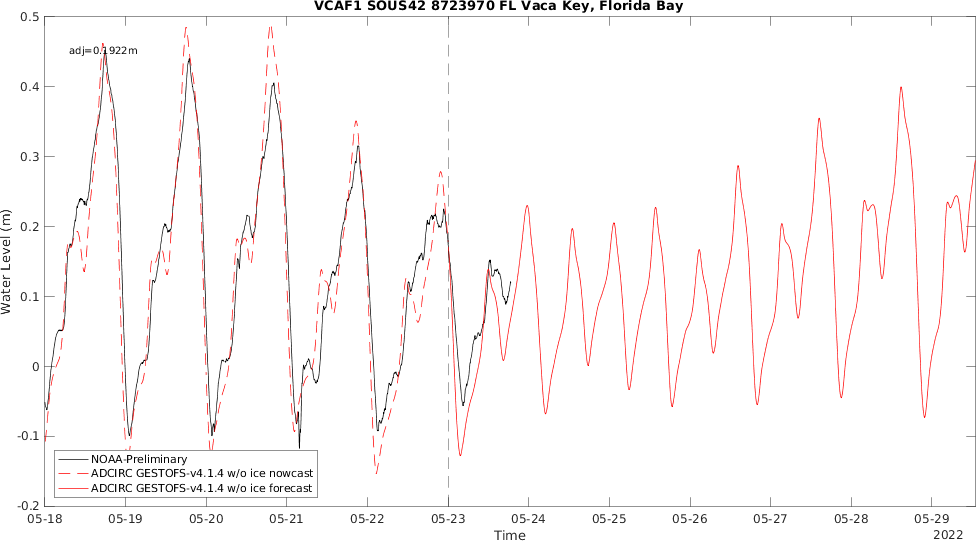 VCAF1 SOUS42 8723970 FL Vaca Key, Florida Bay
adj=0.1922m
0.5
0.4
0.3
0.2
0.1
0
-0.1
-0.2
Water Level (m)
NOAA-Preliminary
ADCIRC GESTOFS-v4.1.4 w/o ice nowcast
ADCIRC GESTOFS-v4.1.4 w/o ice forecast
05-18 05-19 05-20 05-21 05-22 05-23 05-24 05-25 05-26 05-27 05-28 05-29
Time
2022